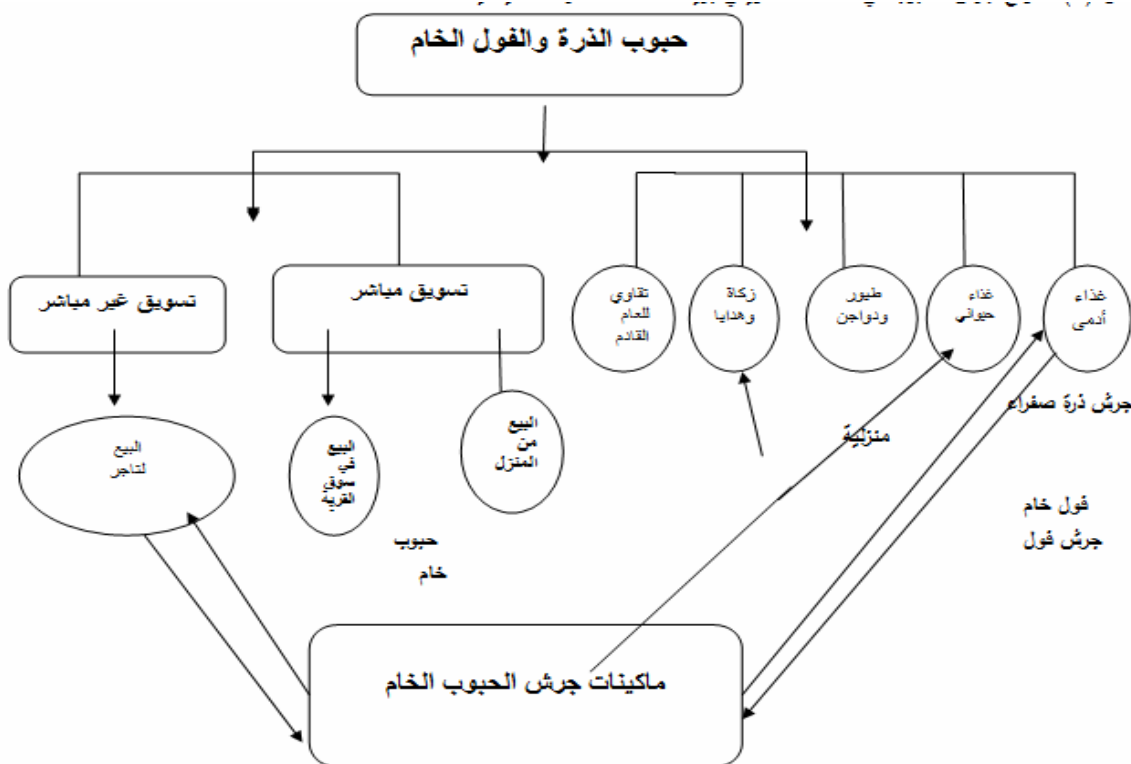 حبوب الذرة والفول الخام
غذاء
أدمى
غذاء
حيواني
طيور
ودواجن
زكاة
وهدايا
تقاوي
للعام
القادم
تسويق مباشر
تسويق غير مباشر
جرش ذرة صفراء
منزلية
البيع
من
المنزل
البيع
في
سوق
القرية
البيع
لتاجر
فول خام
جرش فول
حبوب
خام
ماكينات جرش الحبوب الخام